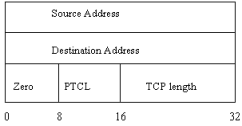 Source Address
Destination Address
Zero PTCL TCP length
0 8 16 32